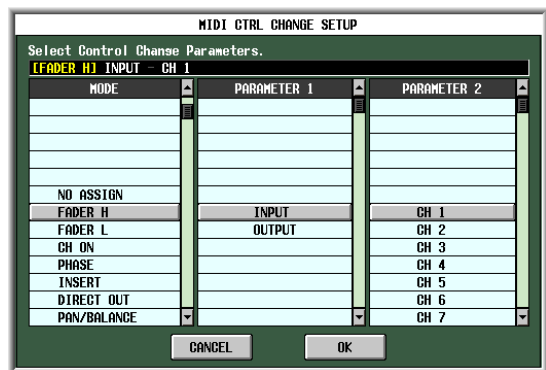 MIDI CTRL CHANGE SETUP
Select Control Change Parameters.
[FADER H] INPUT - CH 1
MODE PARAMETER 1 PARAMETER 2
NO ASSIGN
FADER H INPUT CH 1
FADER L OUTPUT CH 2
CH ON CH 3
PHASE CH 4
INSERT CH 5
DIRECT OUT CH 6
PAN/BALANCE CH 7
CANCEL OK